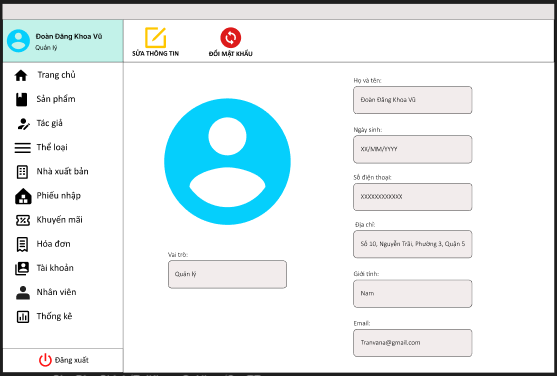 Đoàn Đăng Khoa Vũ
Quản lý
SỬA THÔNG TIN
ĐỔI MẬT KHẨU
Trang chủ
Sản phẩm
Tác giả
Thể loại
Nhà xuất bản
Phiếu nhập
Khuyến mãi
Hóa đơn
Tài khoản
Nhân viên
Thống kê
Đăng xuất
Vai trò:
Quản lý
Họ và tên:
Đoàn Đăng Khoa Vũ
Ngày sinh:
XX/MM/YYYY
Số điện thoại:
XXXXXXXXXXXX
Địa chỉ:
Số 10, Nguyễn Trãi, Phường 3, Quận 5
Giới tính:
Nam
Email:
Tranvana@gmail.com